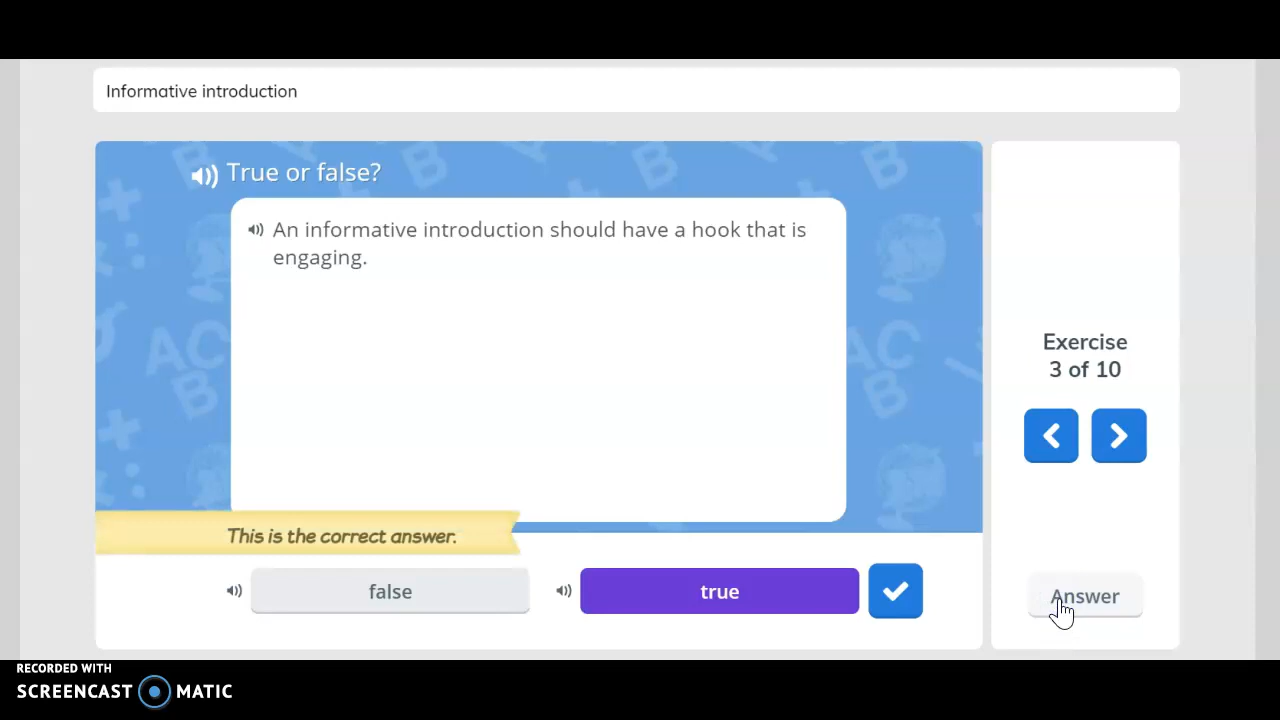 Informative introduction
True or false?
An informative introduction should have a hook that is
engaging.
Exercise
3 of 10
This is the correct answer.
false
true
Answer
RECORDED WITH
SCREENCAST MATIC